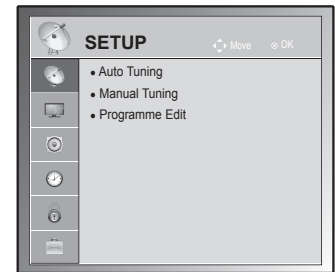 SETUP
Move OK
• Auto Tuning
• Manual Tuning
• Programme Edit